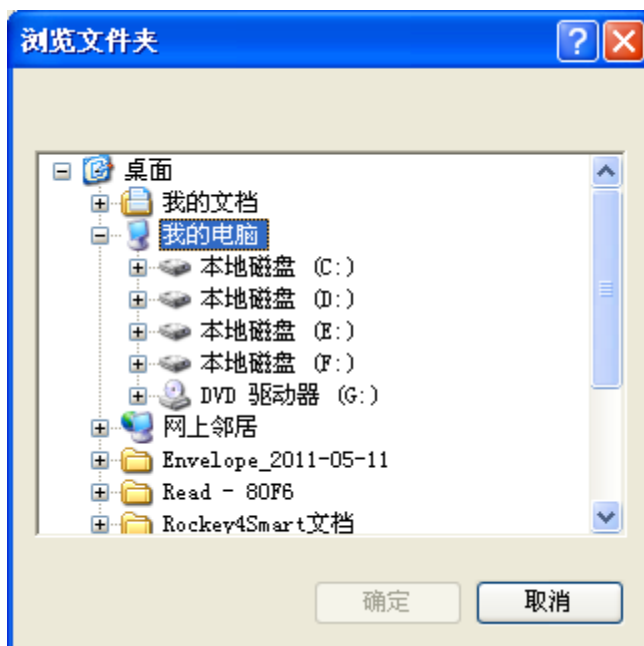 浏览文件夹
桌面
我的文档
我的电脑
本地磁盘 (C:)
本地磁盘 (D:)
本地磁盘 (E:)
本地磁盘 (F:)
DVD 驱动器 (G:)
网上邻居
Envelope_2011-05-11
Read - 80F6
Rockey4Smart文档
确定
取消